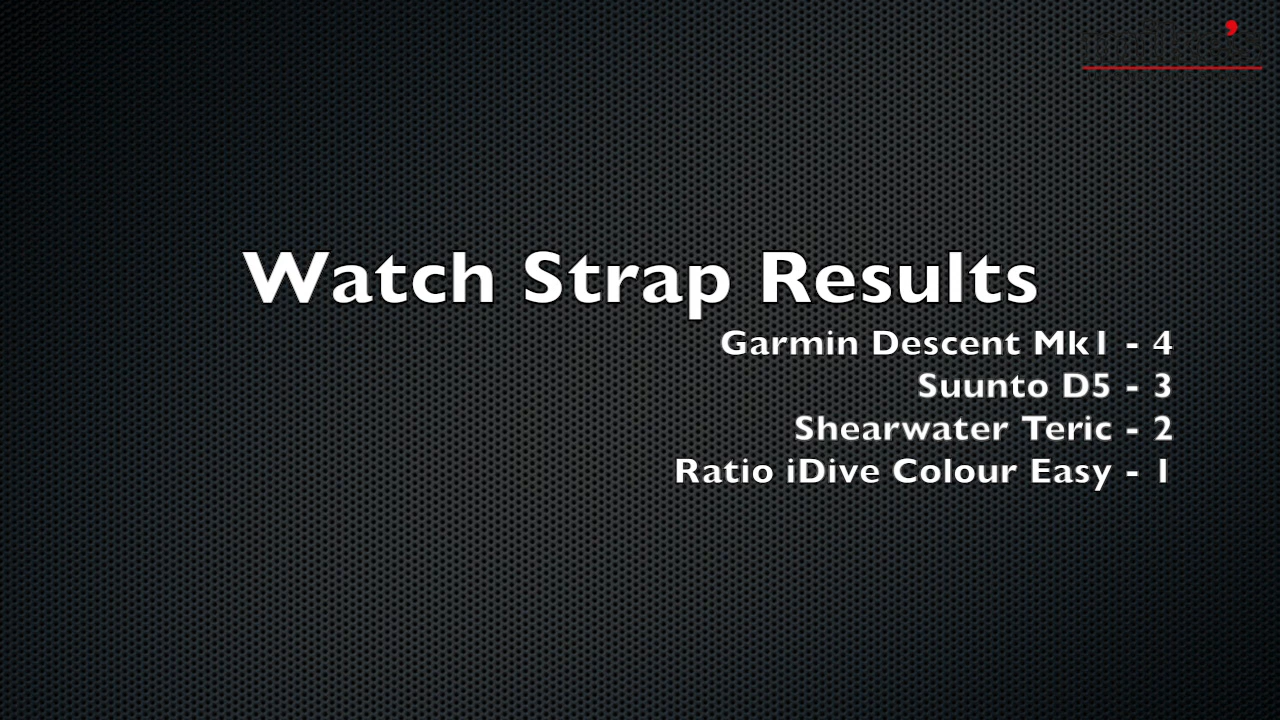 Watch Strap Results
Garmin Descent Mk1 - 4
Suunto D5 - 3
Shearwater Teric - 2
Ratio iDive Colour Easy - 1